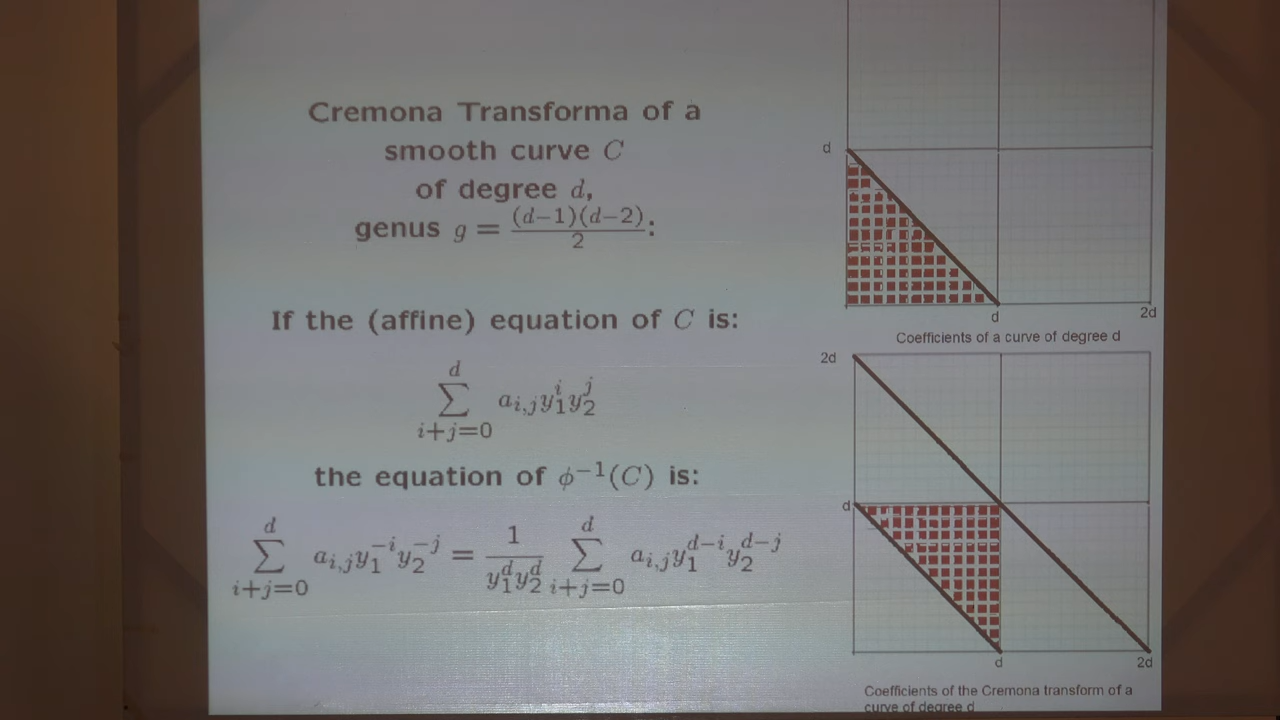 Cremona Transforma of a
smooth curve C
of degree d,
genus g = (d−1)(d−2)/2:
If the (affine) equation of C is:
∑_{i+j=0}^{d} a_{i,j} y_1^i y_2^j
the equation of ϕ^{−1}(C) is:
∑_{i+j=0}^{d} a_{i,j} y_1^{−i} y_2^{−j} = 1/(y_1^d y_2^d) ∑_{i+j=0}^{d} a_{i,j} y_1^{d−i} y_2^{d−j}
d
d
2d
Coefficients of a curve of degree d
2d
d
d
2d
Coefficients of the Cremona transform of a
curve of degree d